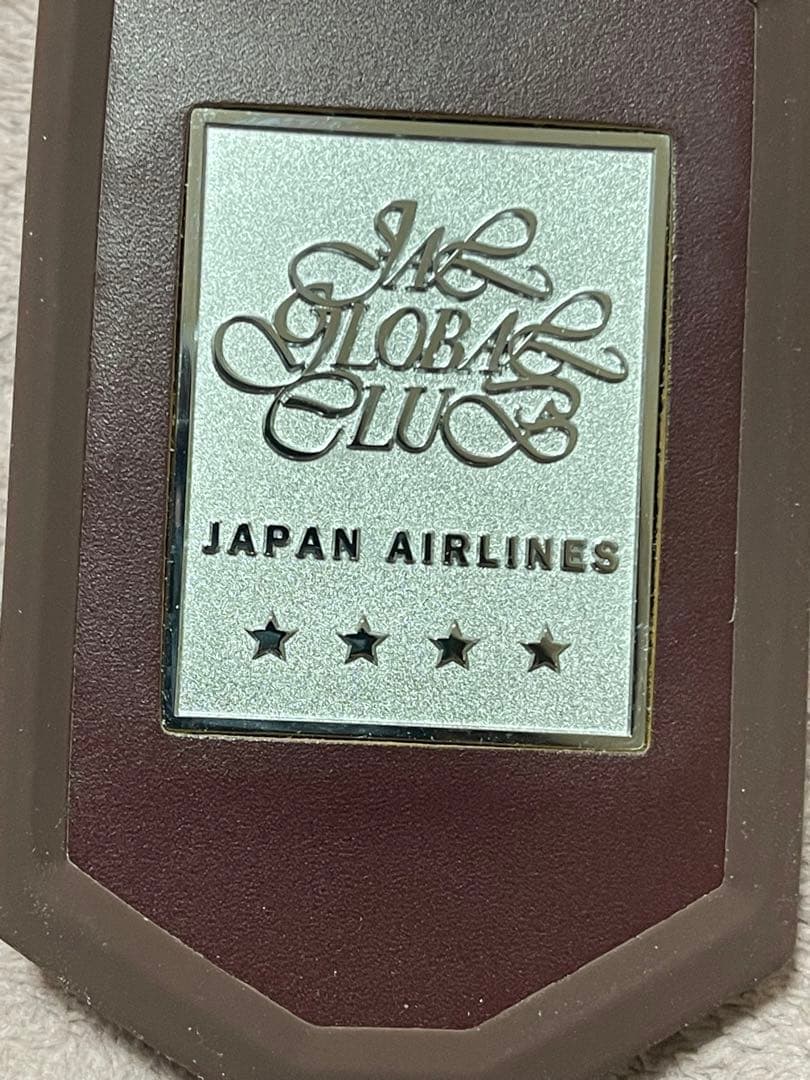 JAL
GLOBAL
CLUB
JAPAN AIRLINES
★ ★ ★ ★